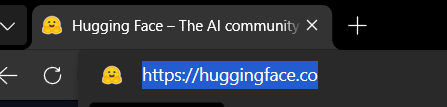 Hugging Face – The AI community
https://huggingface.co